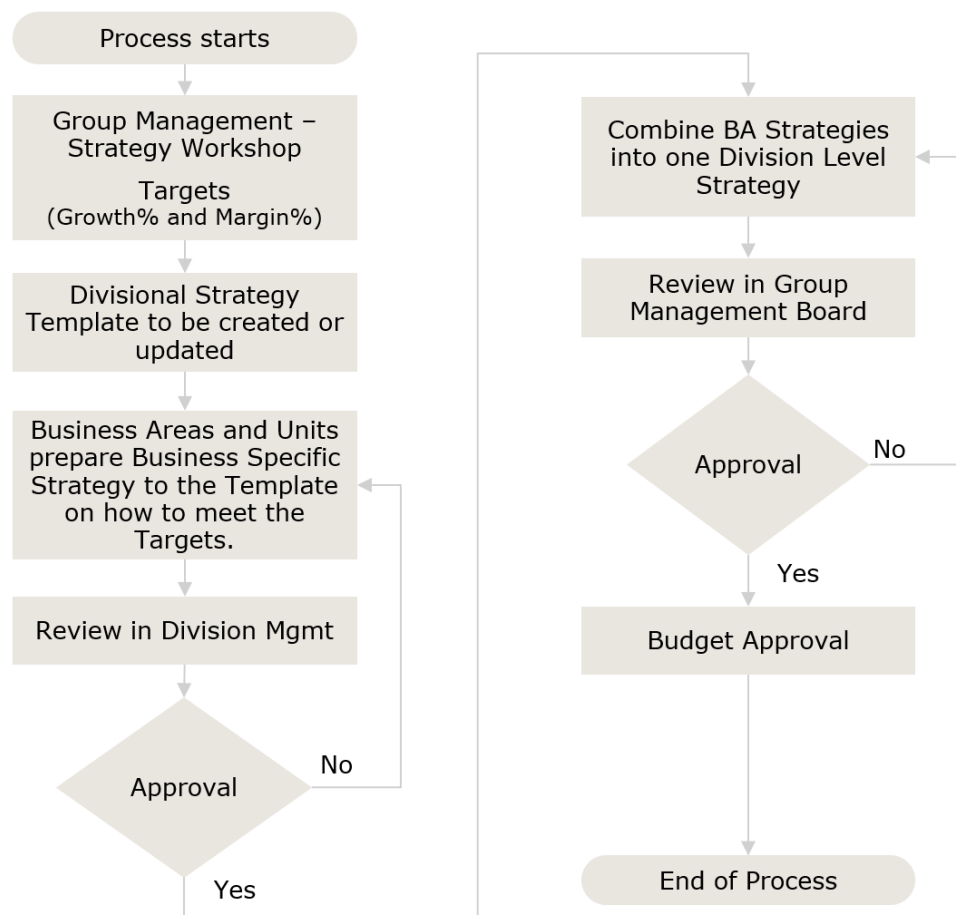 Process starts
Group Management –
Strategy Workshop
Targets
(Growth% and Margin%)
Divisional Strategy
Template to be created or
updated
Business Areas and Units
prepare Business Specific
Strategy to the Template
on how to meet the
Targets.
Review in Division Mgmt
Approval
No
Yes
Combine BA Strategies
into one Division Level
Strategy
Review in Group
Management Board
Approval
No
Yes
Budget Approval
End of Process